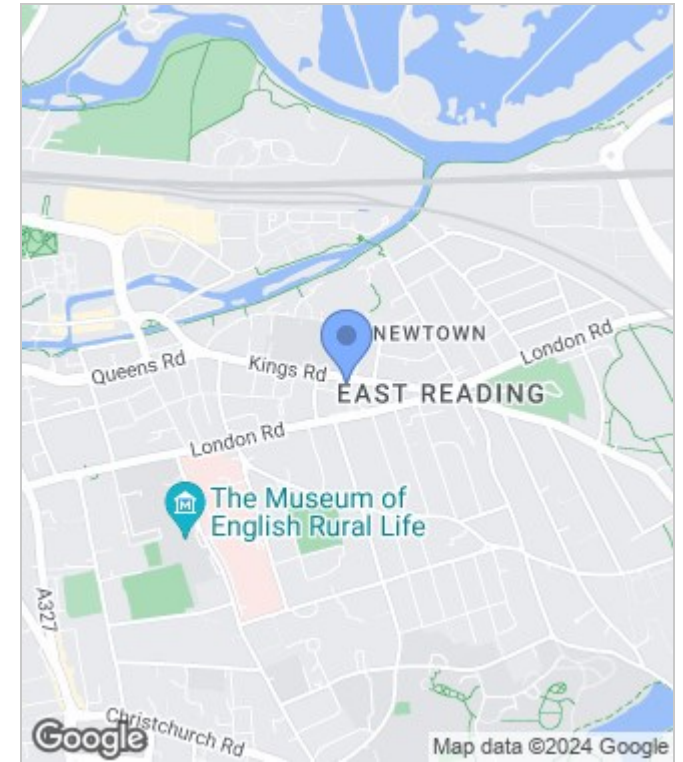 NEWTOWN
London Rd
Queens Rd
Kings Rd
EAST READING
London Rd
The Museum of
English Rural Life
A327
Christchurch Rd
Google
Map data ©2024 Google